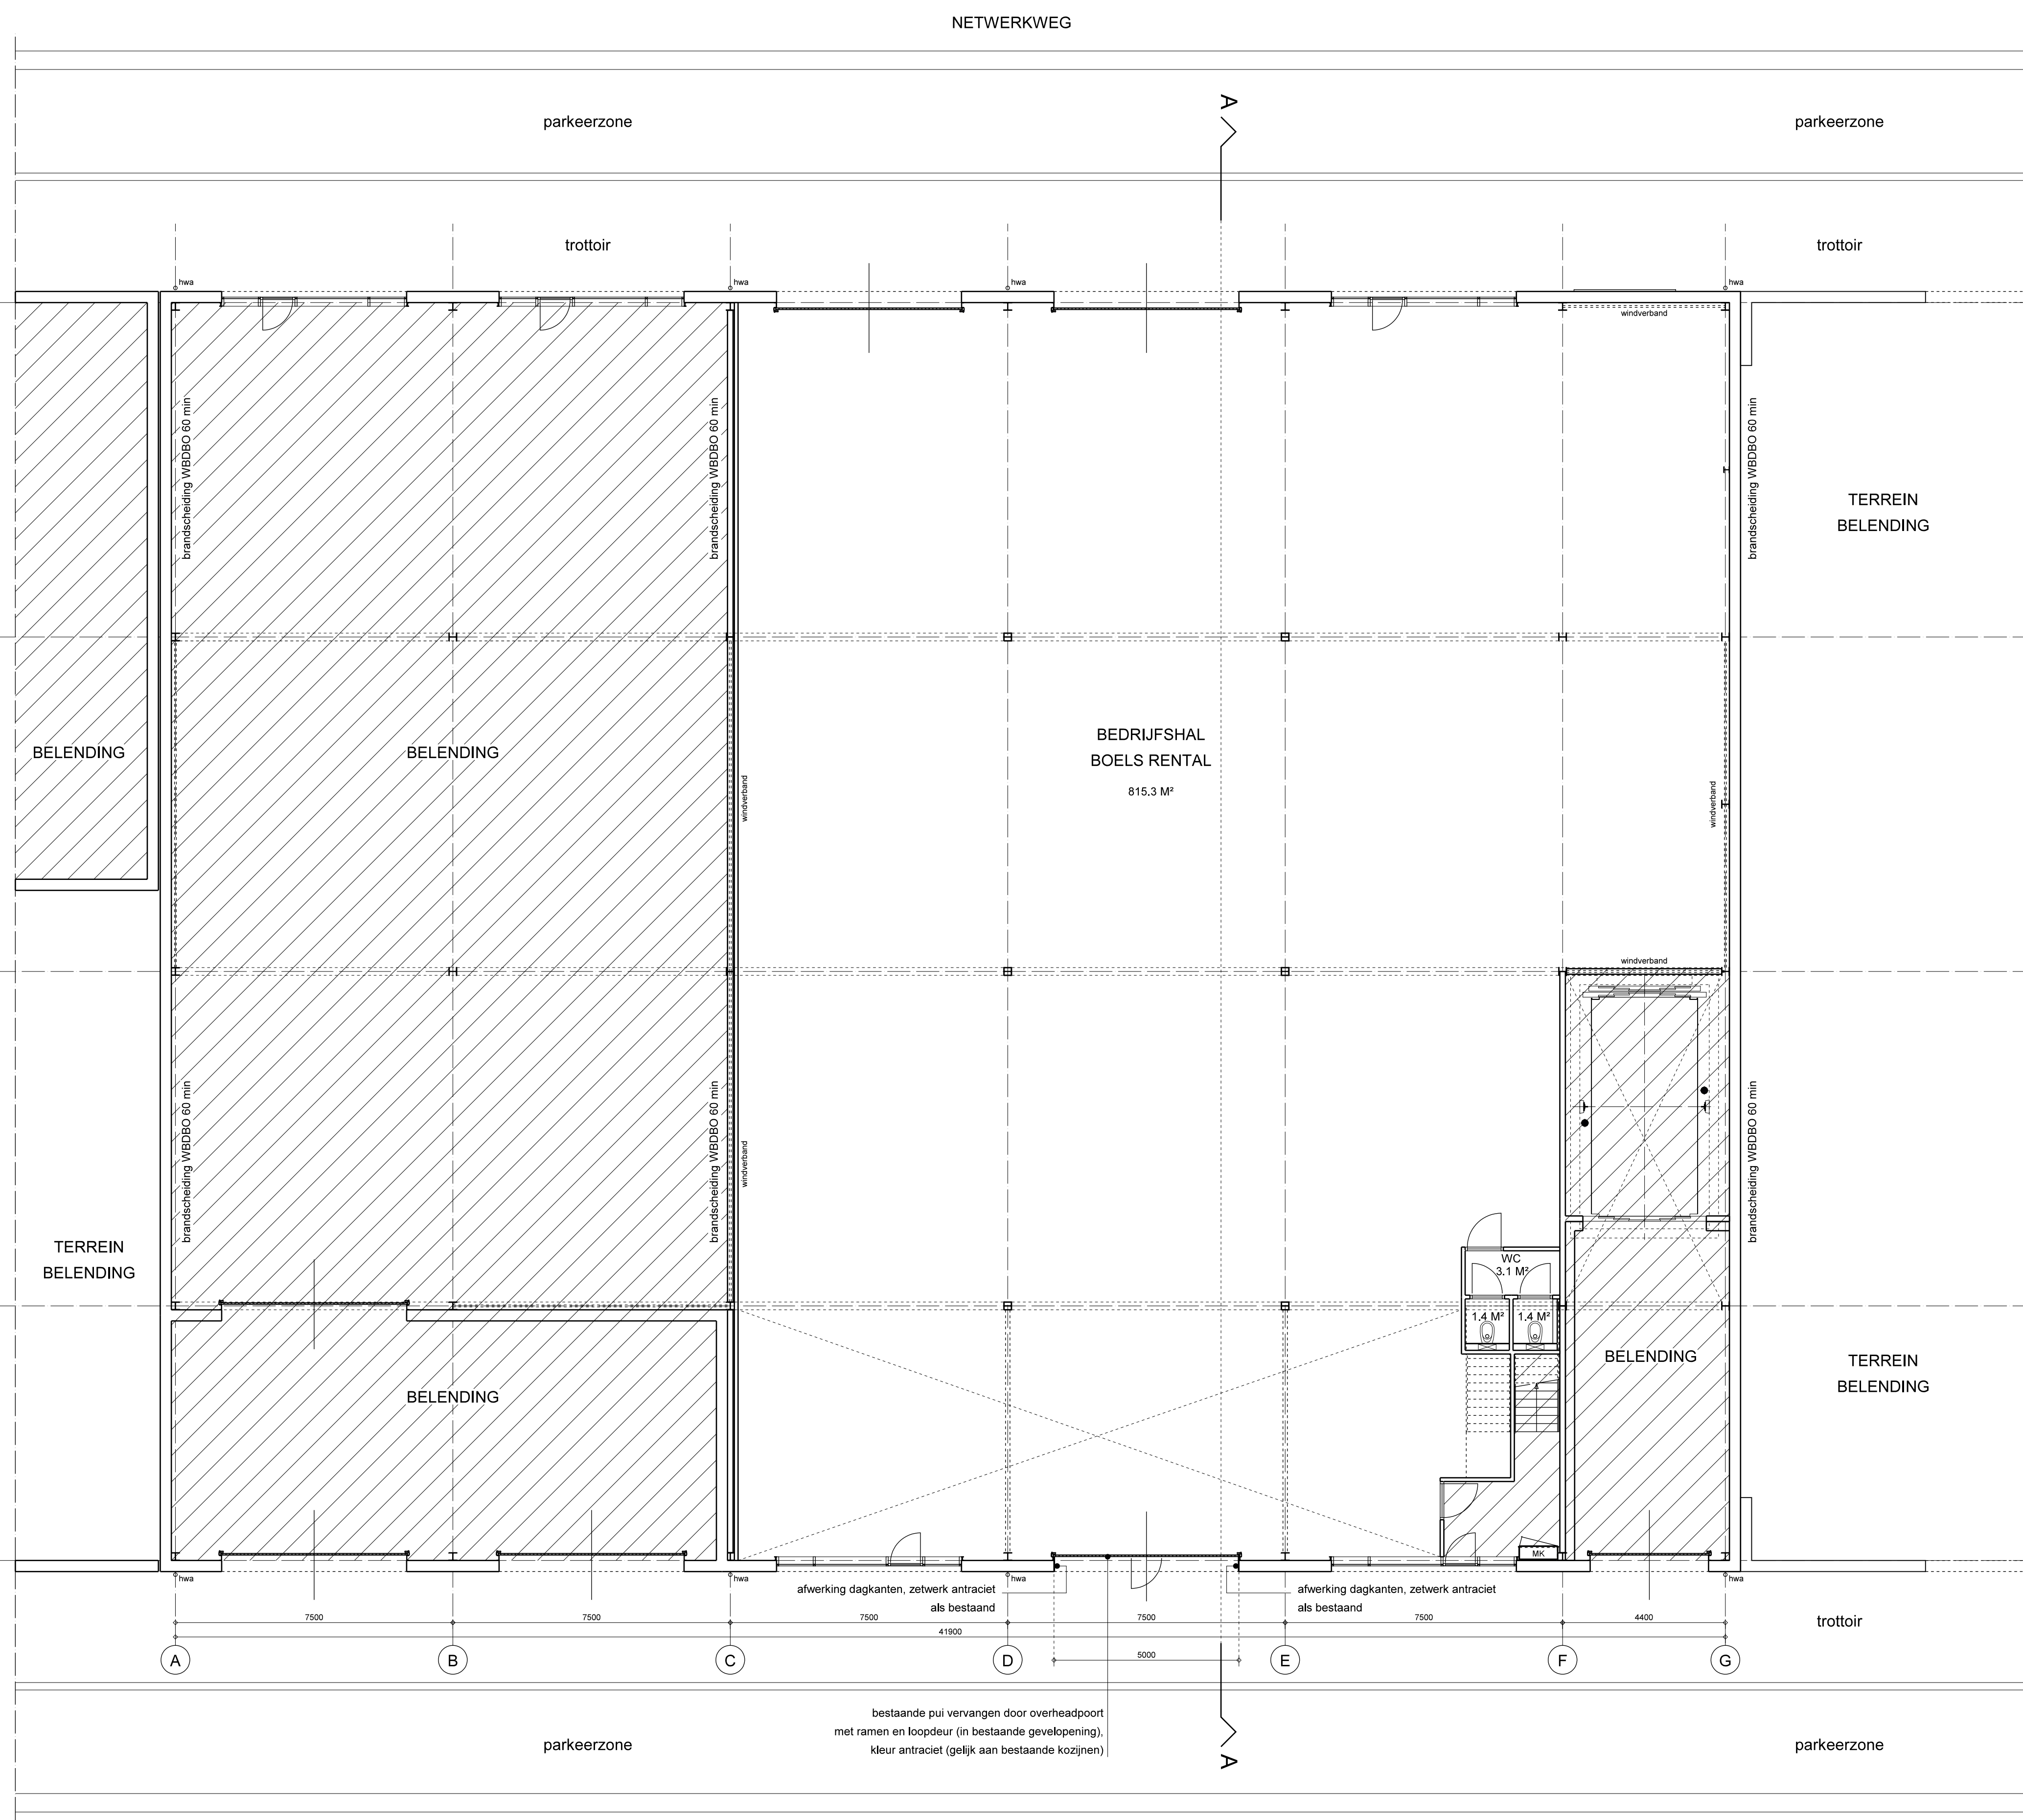 NETWERKWEG
parkeerzone
parkeerzone
A
trottoir
trottoir
hwa
hwa
hwa
hwa
windverband
brandscheiding WBDBO 60 min
brandscheiding WBDBO 60 min
brandscheiding WBDBO 60 min
TERREIN
BELENDING
BELENDING
BELENDING
BEDRIJFSHAL
BOELS RENTAL
815.3 M²
windverband
windverband
windverband
brandscheiding WBDBO 60 min
brandscheiding WBDBO 60 min
windverband
brandscheiding WBDBO 60 min
TERREIN
BELENDING
WC
3.1 M²
1.4 M²
1.4 M²
BELENDING
BELENDING
TERREIN
BELENDING
MK
hwa
hwa
hwa
hwa
afwerking dagkanten, zetwerk antraciet
als bestaand
afwerking dagkanten, zetwerk antraciet
als bestaand
7500
7500
7500
7500
7500
4400
trottoir
41900
5000
A
B
C
D
E
F
G
bestaande pui vervangen door overheadpoort
met ramen en loopdeur (in bestaande gevelopening),
kleur antraciet (gelijk aan bestaande kozijnen)
parkeerzone
A
parkeerzone